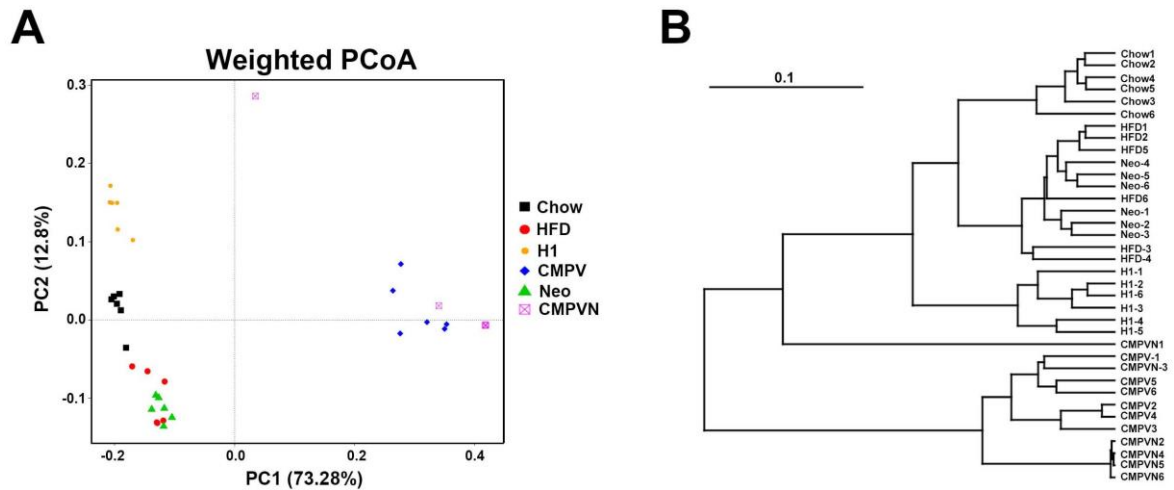 A
Weighted PCoA
PC2 (12.8%)
0.3
0.2
0.1
0.0
-0.1
-0.2
0.0
0.2
0.4
PC1 (73.28%)
Chow
HFD
H1
CMPV
Neo
CMPVN
B
0.1
Chow1
Chow2
Chow4
Chow5
Chow3
Chow6
HFD1
HFD2
HFD5
Neo-4
Neo-5
Neo-6
HFD6
Neo-1
Neo-2
Neo-3
HFD-3
HFD-4
H1-1
H1-2
H1-6
H1-3
H1-4
H1-5
CMPVN1
CMPV-1
CMPVN-3
CMPV5
CMPV6
CMPV2
CMPV4
CMPV3
CMPVN2
CMPVN4
CMPVN5
CMPVN6